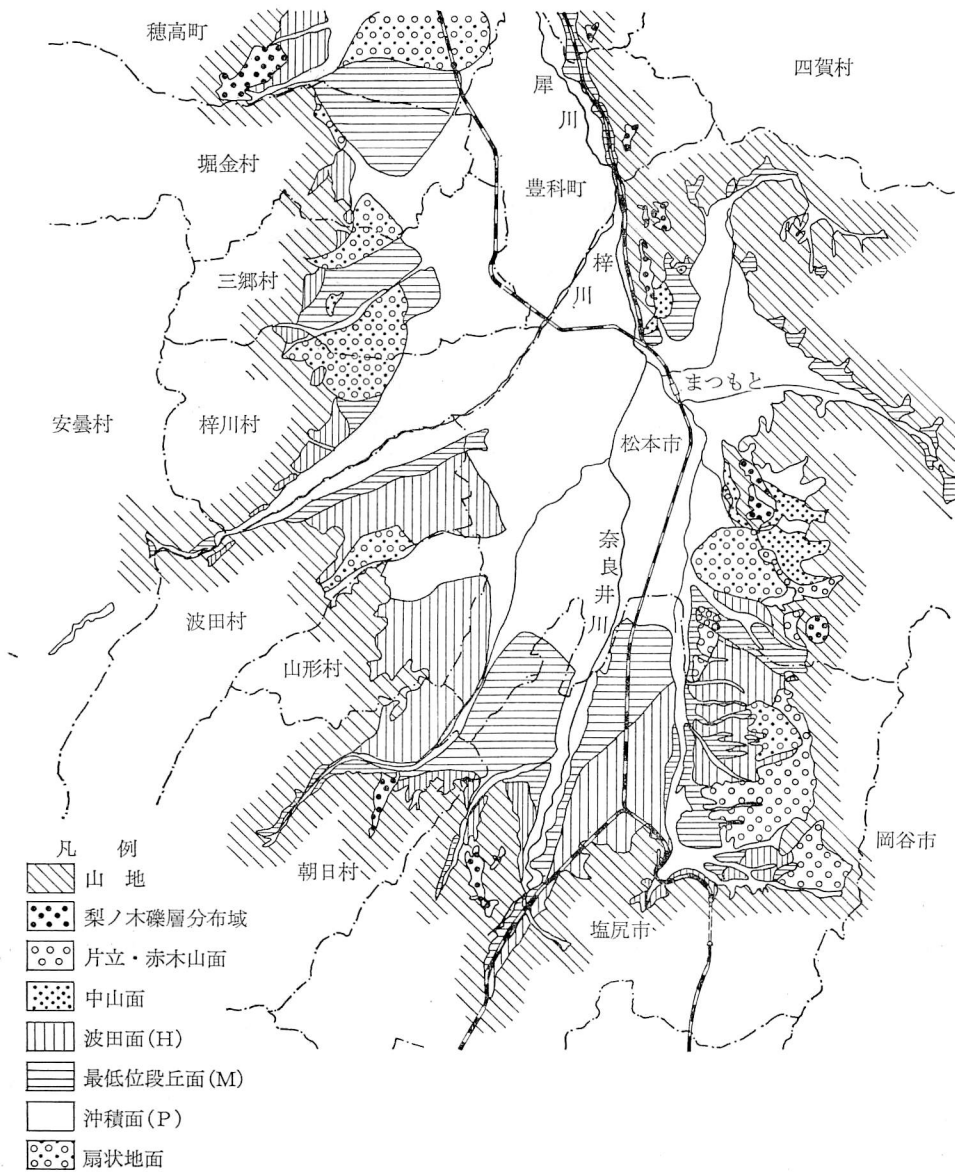 穂高町
四賀村
犀川
堀金村
豊科町
三郷村
梓川
まつもと
安曇村
梓川村
松本市
奈良井川
波田村
山形村
岡谷市
朝日村
塩尻市
凡 例
山 地
梨ノ木礫層分布域
片立・赤木山面
中山面
波田面(H)
最低位段丘面(M)
沖積面(P)
扇状地面